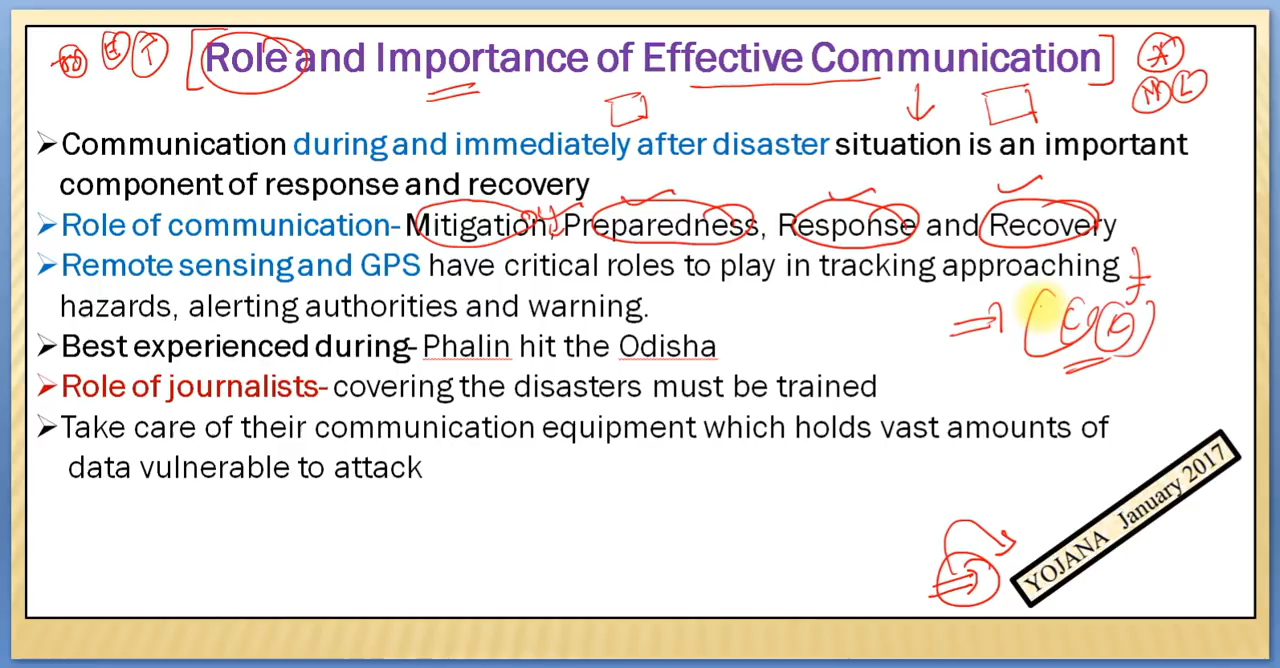 Role and Importance of Effective Communication
➢Communication during and immediately after disaster situation is an important
component of response and recovery
➢Role of communication- Mitigation, Preparedness, Response and Recovery
➢Remote sensing and GPS have critical roles to play in tracking approaching
hazards, alerting authorities and warning.
➢Best experienced during- Phalin hit the Odisha
➢Role of journalists- covering the disasters must be trained
➢Take care of their communication equipment which holds vast amounts of
data vulnerable to attack
YOJANA January 2017